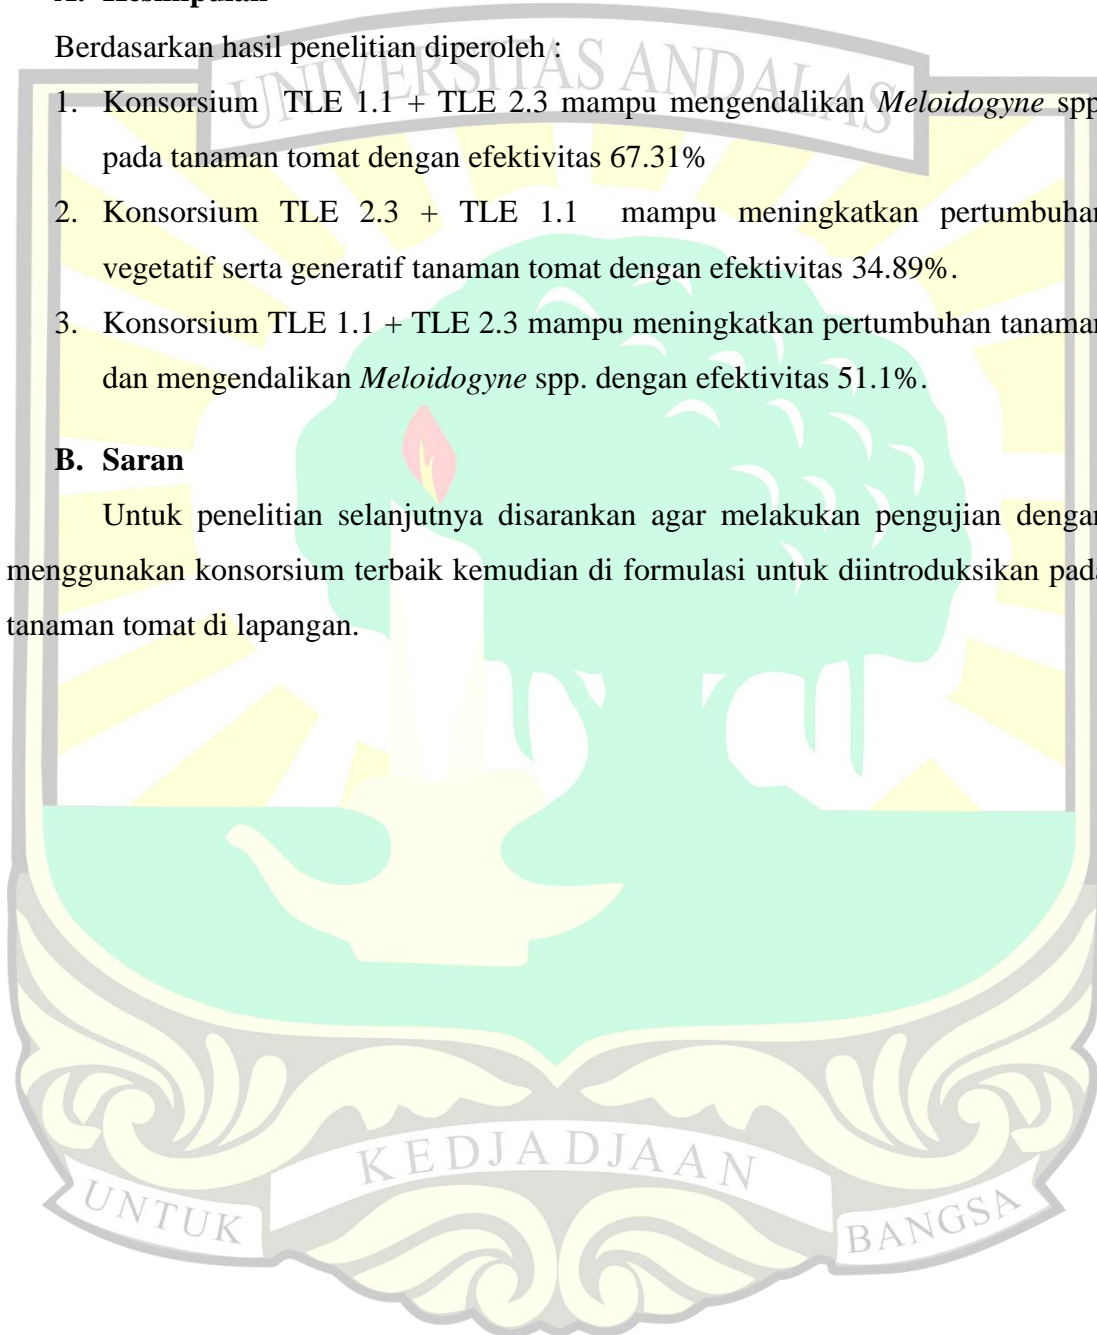 A. Kesimpulan
Berdasarkan hasil penelitian diperoleh :
UNIVERSITAS ANDALAS
1. Konsorsium TLE 1.1 + TLE 2.3 mampu mengendalikan Meloidogyne spp
pada tanaman tomat dengan efektivitas 67.31%
2. Konsorsium TLE 2.3 + TLE 1.1 mampu meningkatkan pertumbuhan
vegetatif serta generatif tanaman tomat dengan efektivitas 34.89%.
3. Konsorsium TLE 1.1 + TLE 2.3 mampu meningkatkan pertumbuhan tanaman
dan mengendalikan Meloidogyne spp. dengan efektivitas 51.1%.
B. Saran
Untuk penelitian selanjutnya disarankan agar melakukan pengujian dengan
menggunakan konsorsium terbaik kemudian di formulasi untuk diintroduksikan pada
tanaman tomat di lapangan.
UNTUK KEDJADJAAN BANGSA